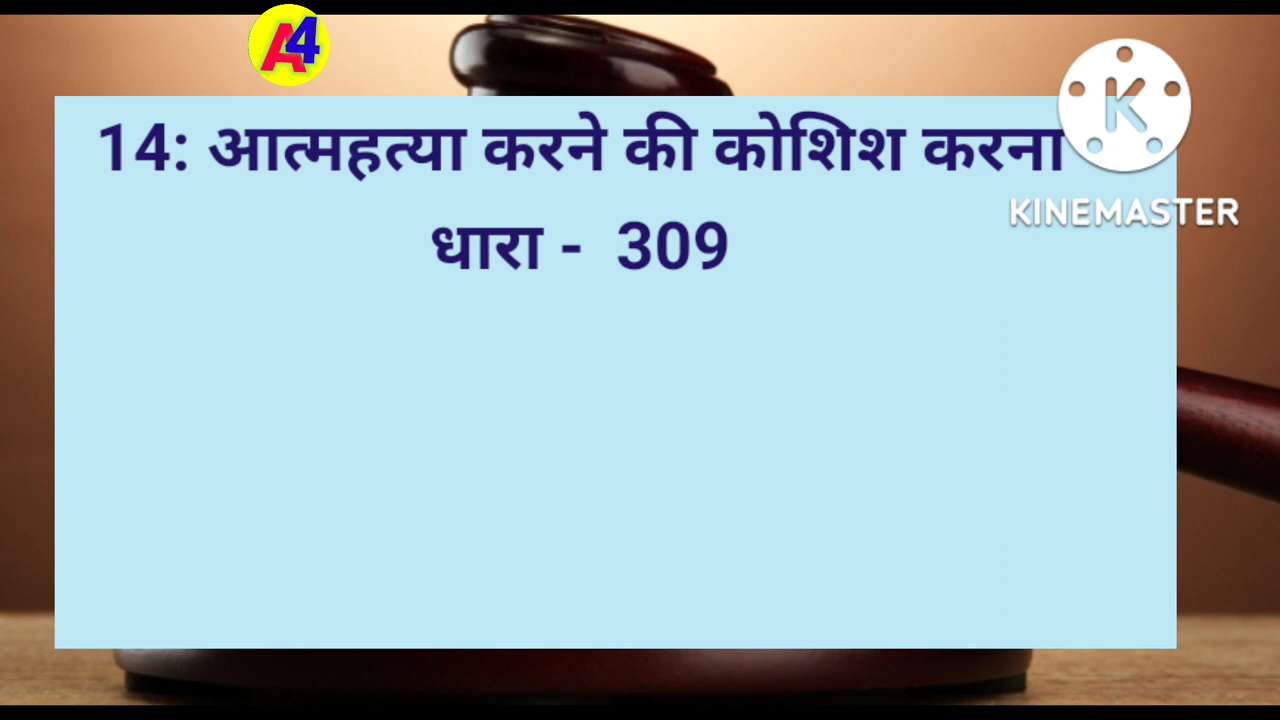 A4
14: आत्महत्या करने की कोशिश करना
K
KINEMASTER
धारा - 309